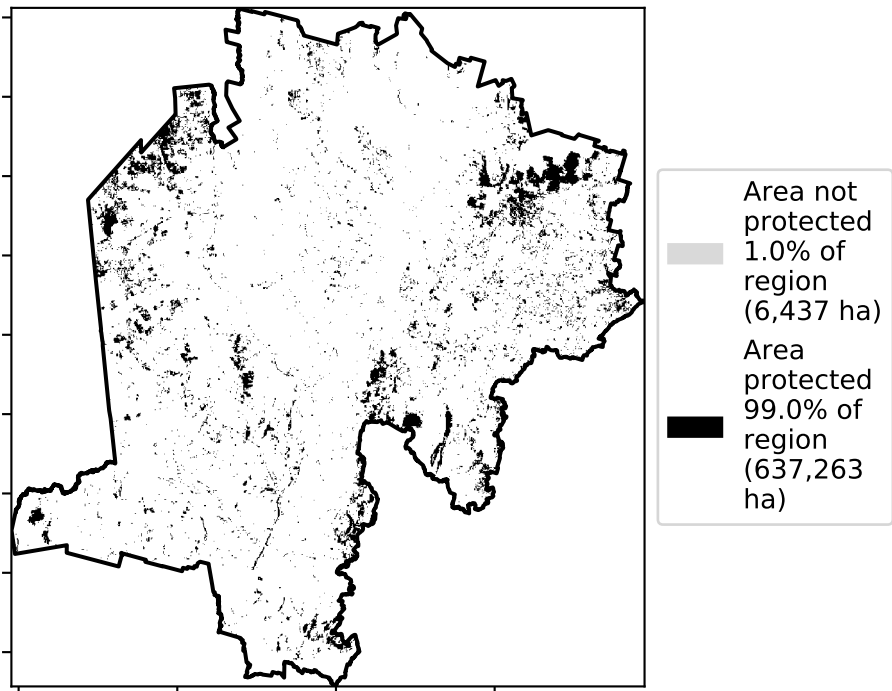 Area not
protected
1.0% of
region
(6,437 ha)
Area
protected
99.0% of
region
(637,263
ha)